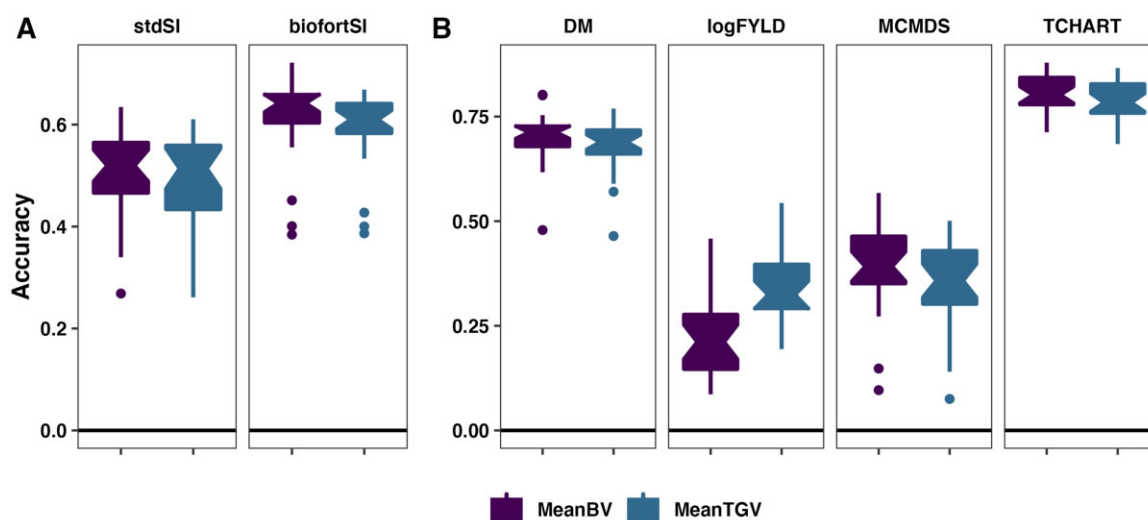 A
stdSI
biofortSI
Accuracy
0.6
0.4
0.2
0.0
B
DM
logFYLD
MCMDS
TCHART
0.75
0.50
0.25
0.00
MeanBV
MeanTGV